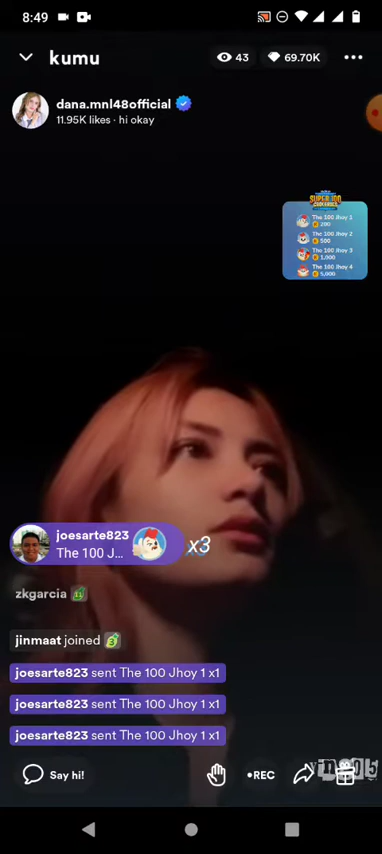 8:49
kumu
43
69.70K
dana.mnl48official
11.95K likes · hi okay
SUPER 100
The 100 Jhoy 1
200
The 100 Jhoy 2
500
The 100 Jhoy 3
1,000
The 100 Jhoy 4
5,000
joesarte823
The 100 J... x3
zkgarcia
jinmaat joined
joesarte823 sent The 100 Jhoy 1 x1
joesarte823 sent The 100 Jhoy 1 x1
joesarte823 sent The 100 Jhoy 1 x1
Say hi!
•REC